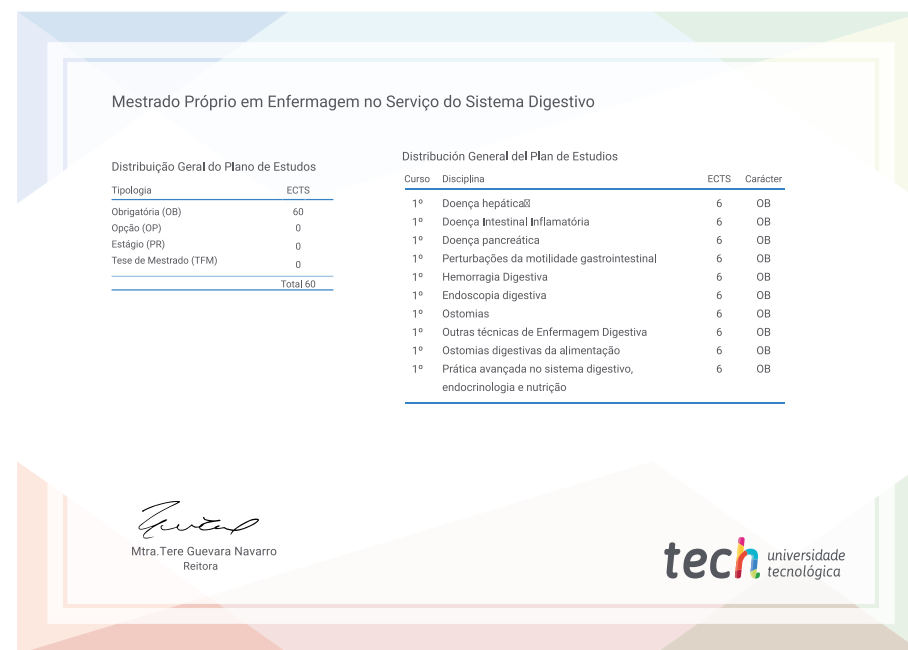 Mestrado Próprio em Enfermagem no Serviço do Sistema Digestivo
Distribuição Geral do Plano de Estudos
Tipologia ECTS
Obrigatória (OB) 60
Opção (OP) 0
Estágio (PR) 0
Tese de Mestrado (TFM) 0
Total 60
Distribución General del Plan de Estudios
Curso Disciplina ECTS Carácter
1º Doença hepática 6 OB
1º Doença Intestinal Inflamatória 6 OB
1º Doença pancreática 6 OB
1º Perturbações da motilidade gastrointestinal 6 OB
1º Hemorragia Digestiva 6 OB
1º Endoscopia digestiva 6 OB
1º Ostomias 6 OB
1º Outras técnicas de Enfermagem Digestiva 6 OB
1º Ostomias digestivas da alimentação 6 OB
1º Prática avançada no sistema digestivo, 6 OB
endocrinologia e nutrição
Mtra.Tere Guevara Navarro
Reitora
tech universidade
tecnológica